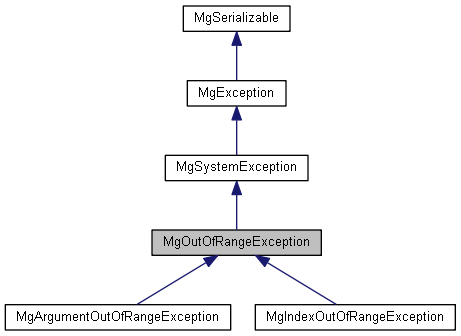 MgSerializable
MgException
MgSystemException
MgOutOfRangeException
MgArgumentOutOfRangeException
MgIndexOutOfRangeException